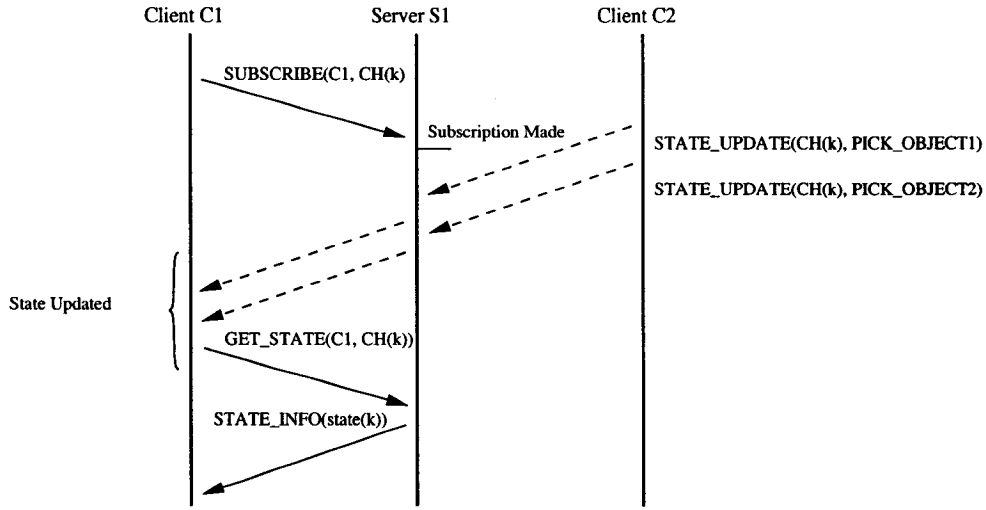 Client C1
Server S1
Client C2
SUBSCRIBE(C1, CH(k)
Subscription Made
STATE_UPDATE(CH(k), PICK_OBJECT1)
STATE_UPDATE(CH(k), PICK_OBJECT2)
State Updated
GET_STATE(C1, CH(k))
STATE_INFO(state(k))